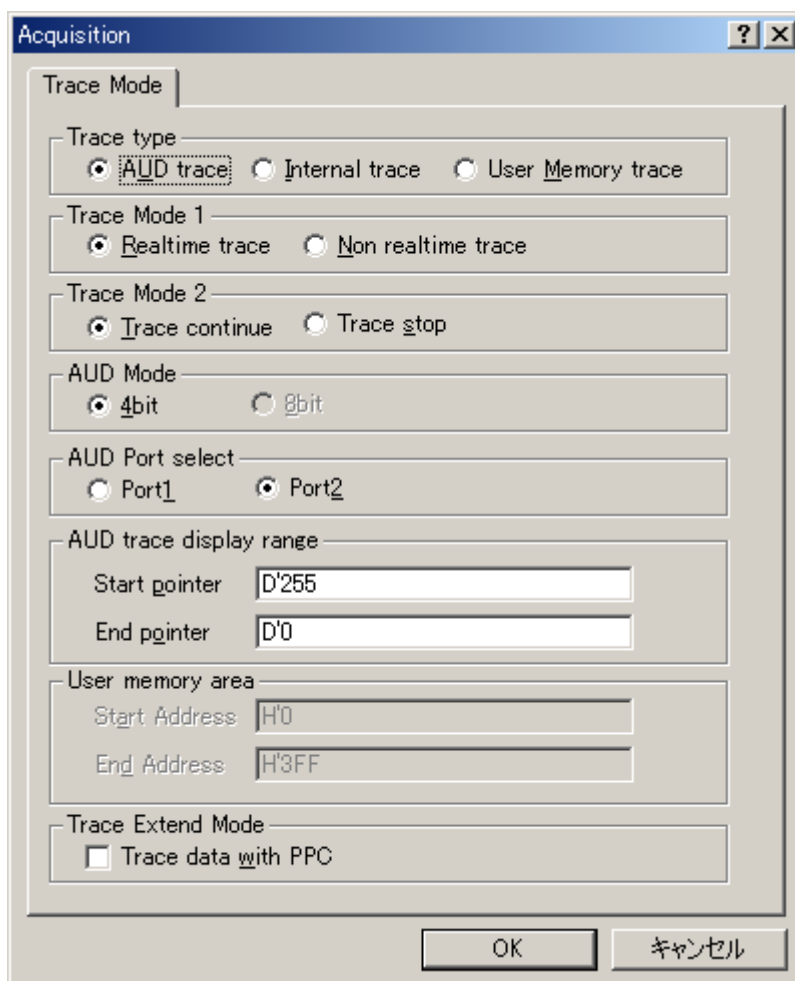 Acquisition
Trace Mode
Trace type
AUD trace Internal trace User Memory trace
Trace Mode 1
Realtime trace Non realtime trace
Trace Mode 2
Trace continue Trace stop
AUD Mode
4bit 8bit
AUD Port select
Port1 Port2
AUD trace display range
Start pointer D'255
End pointer D'0
User memory area
Start Address H'0
End Address H'3FF
Trace Extend Mode
Trace data with PPC
OK キャンセル